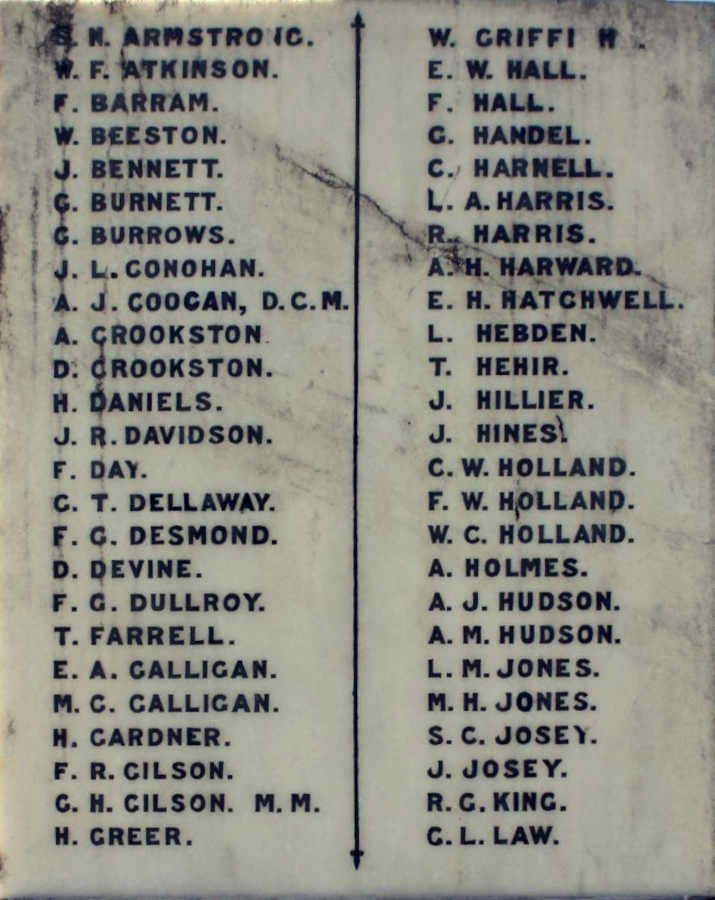 S. H. ARMSTRONG.
W. F. ATKINSON.
F. BARRAM.
W. BEESTON.
J. BENNETT.
G. BURNETT.
G. BURROWS.
J. L. CONOHAN.
A. J. COOGAN, D.C.M.
A. CROOKSTON
D. CROOKSTON.
H. DANIELS.
J. R. DAVIDSON.
F. DAY.
C. T. DELLAWAY.
F. G. DESMOND.
D. DEVINE.
F. G. DULLROY.
T. FARRELL.
E. A. GALLIGAN.
M. C. GALLIGAN.
H. GARDNER.
F. R. GILSON.
G. H. GILSON. M. M.
H. GREER.
W. GRIFFITH.
E. W. HALL.
F. HALL.
G. HANDEL.
C. HARNELL.
L. A. HARRIS.
R. HARRIS.
A. H. HARWARD.
E. H. HATCHWELL.
L. HEBDEN.
T. HEHIR.
J. HILLIER.
J. HINES.
C. W. HOLLAND.
F. W. HOLLAND.
W. C. HOLLAND.
A. HOLMES.
A. J. HUDSON.
A. M. HUDSON.
L. M. JONES.
M. H. JONES.
S. C. JOSEY.
J. JOSEY.
R. G. KING.
G. L. LAW.